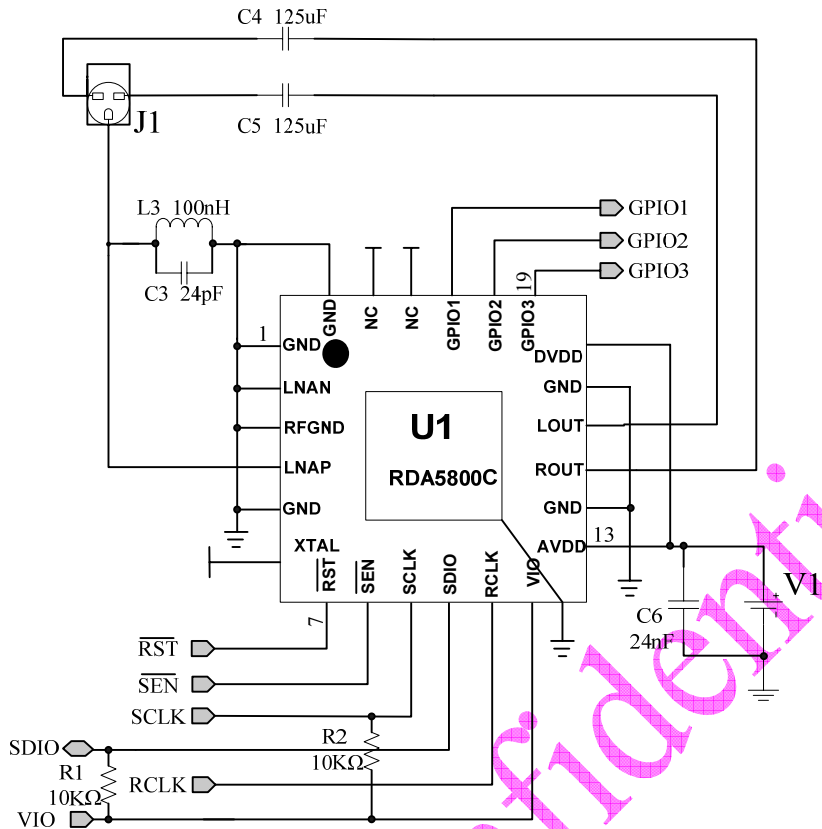 C4 125uF
C5 125uF
J1
L3 100nH
C3 24pF
GPIO1
GPIO2
GPIO3
19
GND
NC
NC
GPIO1
GPIO2
GPIO3
1
GND
LNAN
RFGND
LNAP
GND
XTAL
DVDD
GND
LOUT
ROUT
GND
AVDD
13
U1
RDA5800C
RST
SEN
SCLK
SDIO
RCLK
VIO
7
V1
+
C6
24nF
RST
SEN
SCLK
SDIO
R2
10KΩ
R1
10KΩ
RCLK
VIO